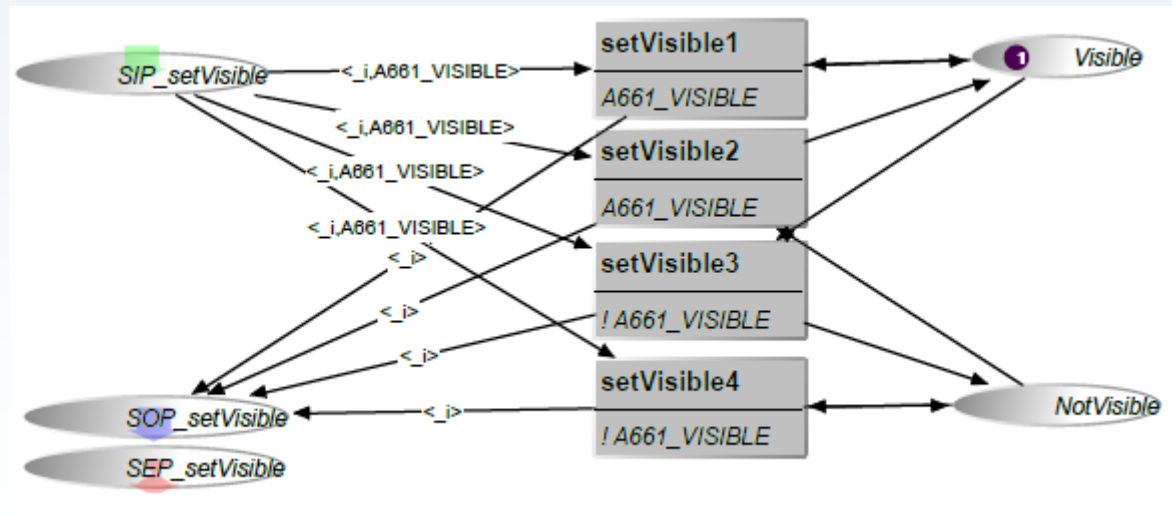 setVisible1
1
Visible
SIP_setVisible
<_i,A661_VISIBLE>
A661_VISIBLE
<_i,A661_VISIBLE>
setVisible2
<_i,A661_VISIBLE>
A661_VISIBLE
<_i,A661_VISIBLE>
<_i>
setVisible3
<_i>
! A661_VISIBLE
<_i>
setVisible4
NotVisible
SOP_setVisible
<_i>
! A661_VISIBLE
SEP_setVisible